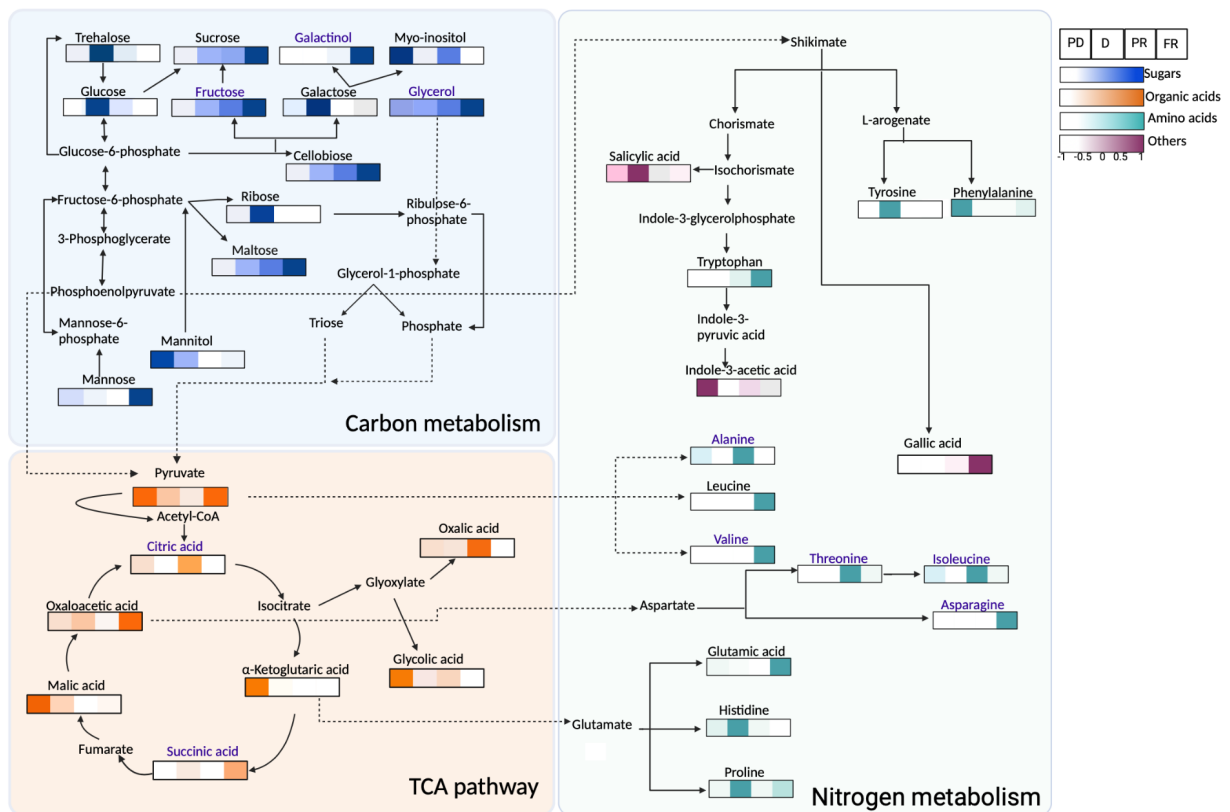 Trehalose
Sucrose
Galactinol
Myo-inositol
Glucose
Fructose
Galactose
Glycerol
Glucose-6-phosphate
Cellobiose
Fructose-6-phosphate
Ribose
Ribulose-6-
phosphate
3-Phosphoglycerate
Maltose
Glycerol-1-phosphate
Phosphoenolpyruvate
Mannose-6-
phosphate
Triose
Phosphate
Mannitol
Mannose
Carbon metabolism
Pyruvate
Acetyl-CoA
Citric acid
Oxalic acid
Oxaloacetic acid
Isocitrate
Glyoxylate
α-Ketoglutaric acid
Glycolic acid
Malic acid
Fumarate
Succinic acid
TCA pathway
Shikimate
Chorismate
L-arogenate
Salicylic acid
Isochorismate
Tyrosine
Phenylalanine
Indole-3-glycerolphosphate
Tryptophan
Indole-3-
pyruvic acid
Indole-3-acetic acid
Alanine
Gallic acid
Leucine
Valine
Threonine
Isoleucine
Aspartate
Asparagine
Glutamic acid
Glutamate
Histidine
Proline
Nitrogen metabolism
PD D PR FR
Sugars
Organic acids
Amino acids
Others
-1 -0.5 0 0.5 1